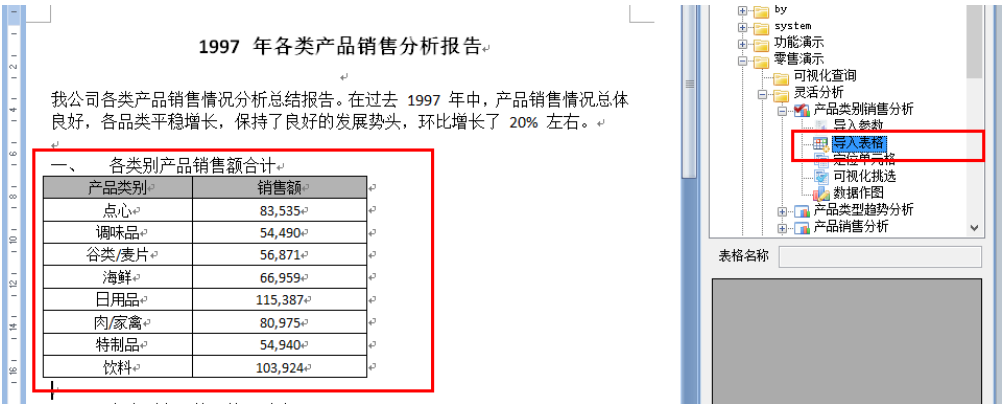 1997 年各类产品销售分析报告
我公司各类产品销售情况分析总结报告。在过去 1997 年中，产品销售情况总体
良好，各品类平稳增长，保持了良好的发展势头，环比增长了 20% 左右。
一、 各类别产品销售额合计
产品类别 销售额
点心 83,535
调味品 54,490
谷类/麦片 56,871
海鲜 66,959
日用品 115,387
肉/家禽 80,975
特制品 54,940
饮料 103,924
2
4
6
8
10
12
14
16
by
system
功能演示
零售演示
可视化查询
灵活分析
产品类别销售分析
导入参数
导入表格
定位单元格
可视化挑选
数据作图
产品类型趋势分析
产品销售分析
表格名称